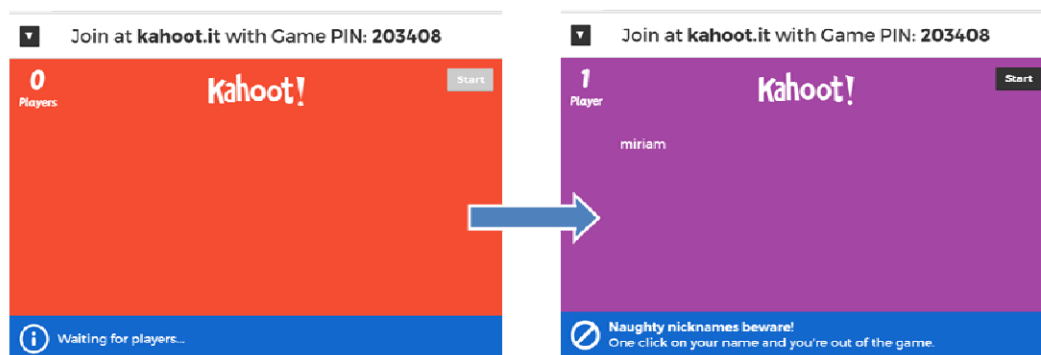 Join at kahoot.it with Game PIN: 203408
0
Players
Kahoot!
Start
Waiting for players...
Join at kahoot.it with Game PIN: 203408
1
Player
Kahoot!
Start
miriam
Naughty nicknames beware!
One click on your name and you're out of the game.